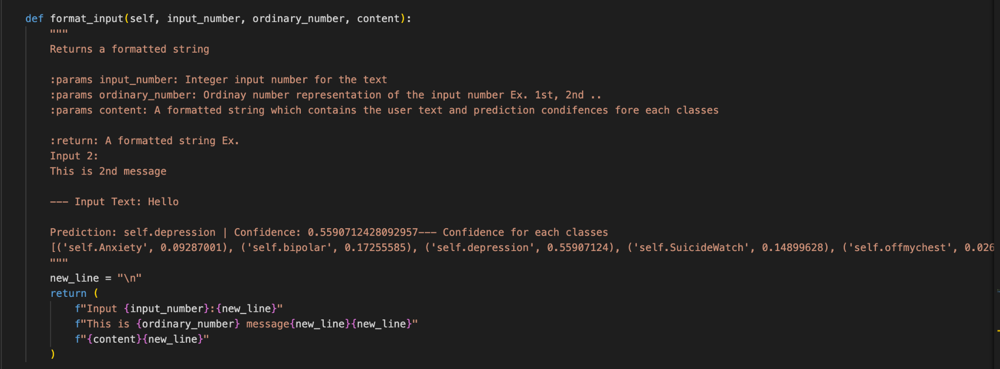 def format_input(self, input_number, ordinary_number, content):
"""
Returns a formatted string
:params input_number: Integer input number for the text
:params ordinary_number: Ordinay number representation of the input number Ex. 1st, 2nd ..
:params content: A formatted string which contains the user text and prediction condifences fore each classes
:return: A formatted string Ex.
Input 2:
This is 2nd message
--- Input Text: Hello
Prediction: self.depression | Confidence: 0.5590712428092957--- Confidence for each classes
[('self.Anxiety', 0.09287001), ('self.bipolar', 0.17255585), ('self.depression', 0.55907124), ('self.SuicideWatch', 0.14899628), ('self.offmychest', 0.026
"""
new_line = "\n"
return (
f"Input {input_number}:{new_line}"
f"This is {ordinary_number} message{new_line}{new_line}"
f"{content}{new_line}"
)